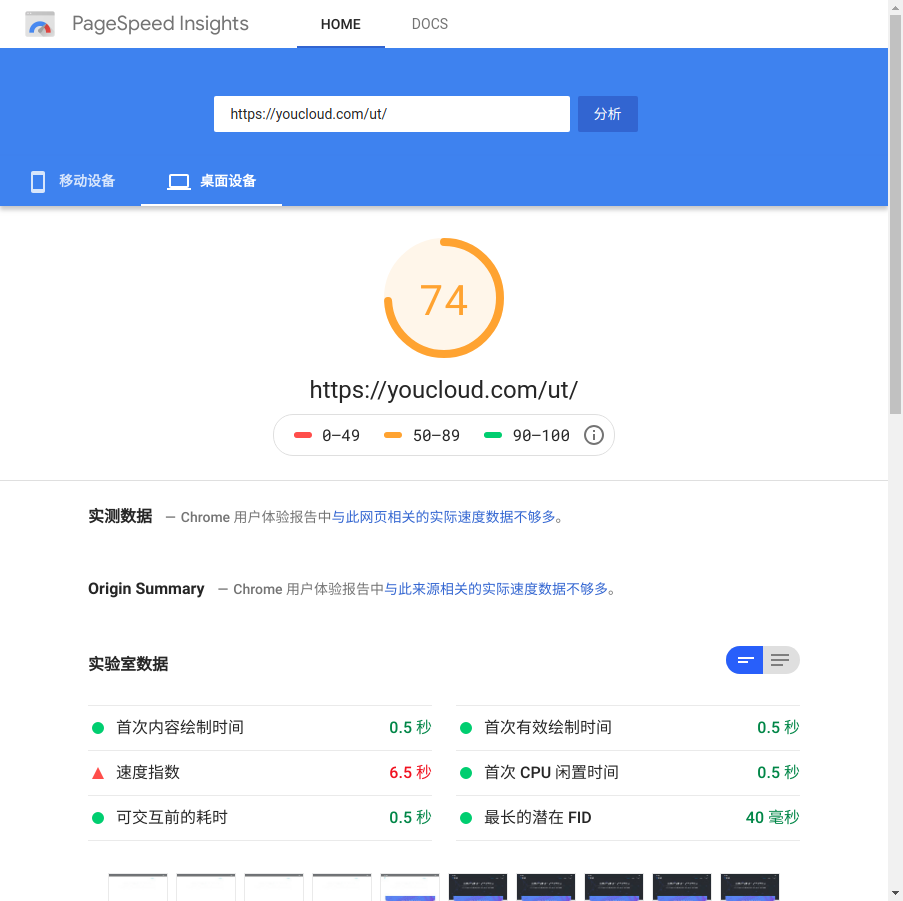 PageSpeed Insights
HOME
DOCS
https://youcloud.com/ut/
分析
移动设备
桌面设备
74
https://youcloud.com/ut/
0–49
50–89
90–100
实测数据 — Chrome 用户体验报告中与此网页相关的实际速度数据不够多。
Origin Summary — Chrome 用户体验报告中与此来源相关的实际速度数据不够多。
实验室数据
首次内容绘制时间 0.5 秒
首次有效绘制时间 0.5 秒
速度指数 6.5 秒
首次 CPU 闲置时间 0.5 秒
可交互前的耗时 0.5 秒
最长的潜在 FID 40 毫秒